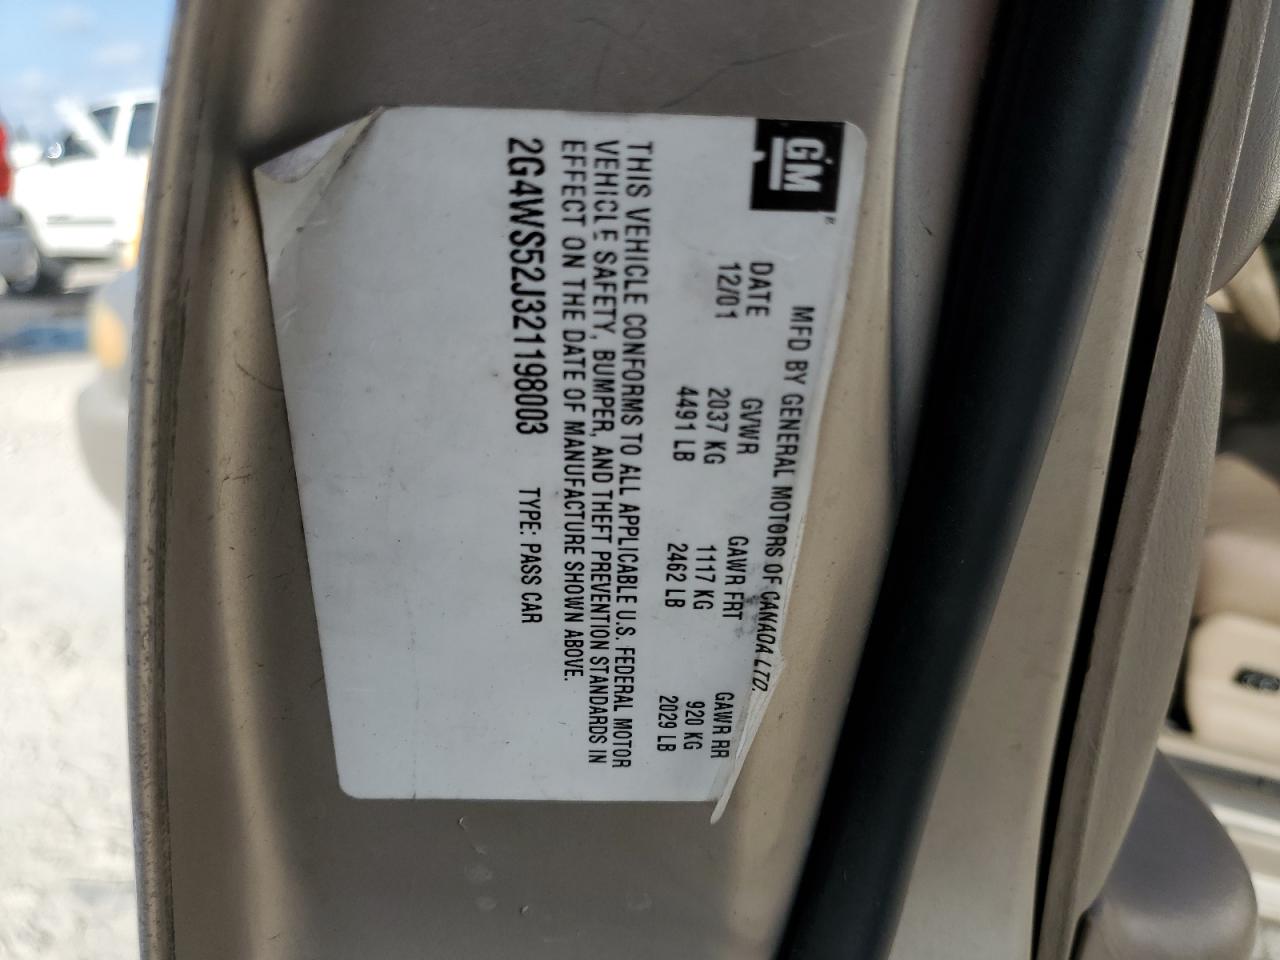 GM
MFD BY GENERAL MOTORS OF CANADA LTD.
DATE GVWR GAWR FRT GAWR RR
12/01 2037 KG 1117 KG 920 KG
4491 LB 2462 LB 2029 LB
THIS VEHICLE CONFORMS TO ALL APPLICABLE U.S. FEDERAL MOTOR
VEHICLE SAFETY, BUMPER, AND THEFT PREVENTION STANDARDS IN
EFFECT ON THE DATE OF MANUFACTURE SHOWN ABOVE.
2G4WS52J321198003 TYPE: PASS CAR